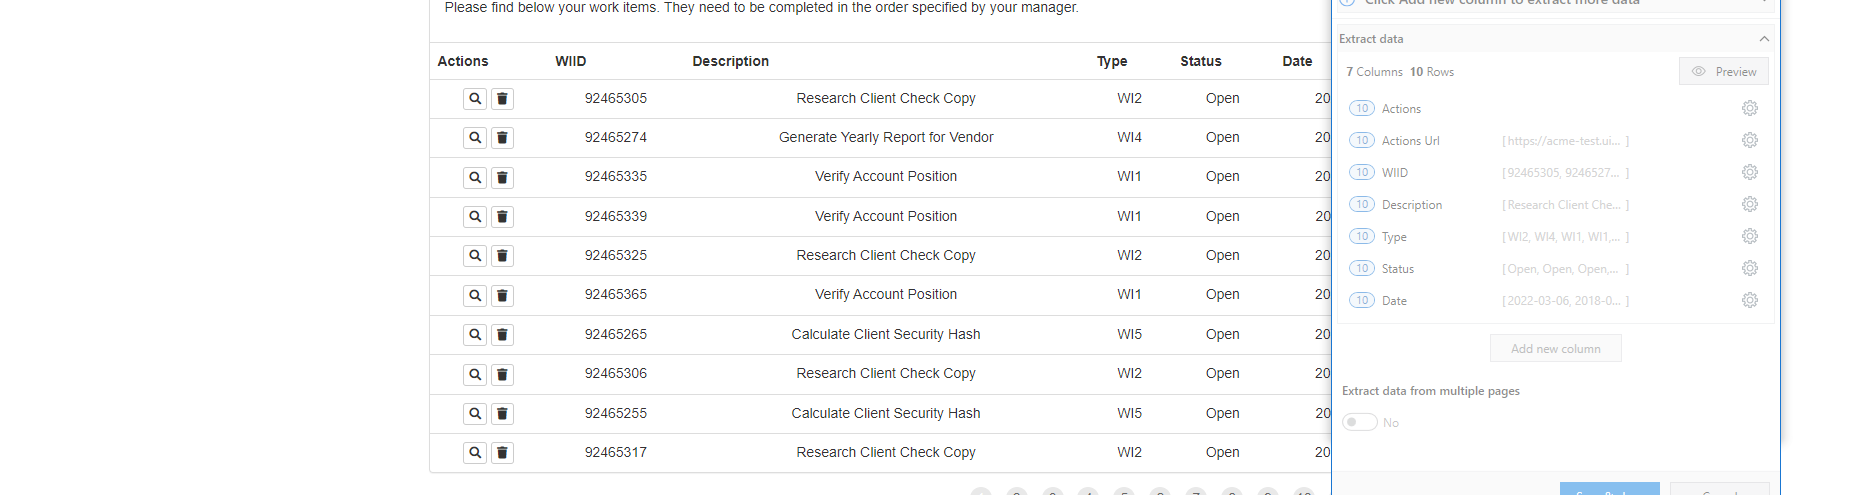 Please find below your work items. They need to be completed in the order specified by your manager.
Actions WIID Description Type Status Date
92465305 Research Client Check Copy WI2 Open 20
92465274 Generate Yearly Report for Vendor WI4 Open 20
92465335 Verify Account Position WI1 Open 20
92465339 Verify Account Position WI1 Open 20
92465325 Research Client Check Copy WI2 Open 20
92465365 Verify Account Position WI1 Open 20
92465265 Calculate Client Security Hash WI5 Open 20
92465306 Research Client Check Copy WI2 Open 20
92465255 Calculate Client Security Hash WI5 Open 20
92465317 Research Client Check Copy WI2 Open 20
Click Add new column to extract more data
Extract data
7 Columns 10 Rows Preview
10 Actions
10 Actions Url [https://acme-test.ui... ]
10 WIID [92465305, 9246527... ]
10 Description [Research Client Che... ]
10 Type [WI2, WI4, WI1, WI1,... ]
10 Status [Open, Open, Open,... ]
10 Date [2022-03-06, 2018-0... ]
Add new column
Extract data from multiple pages
No